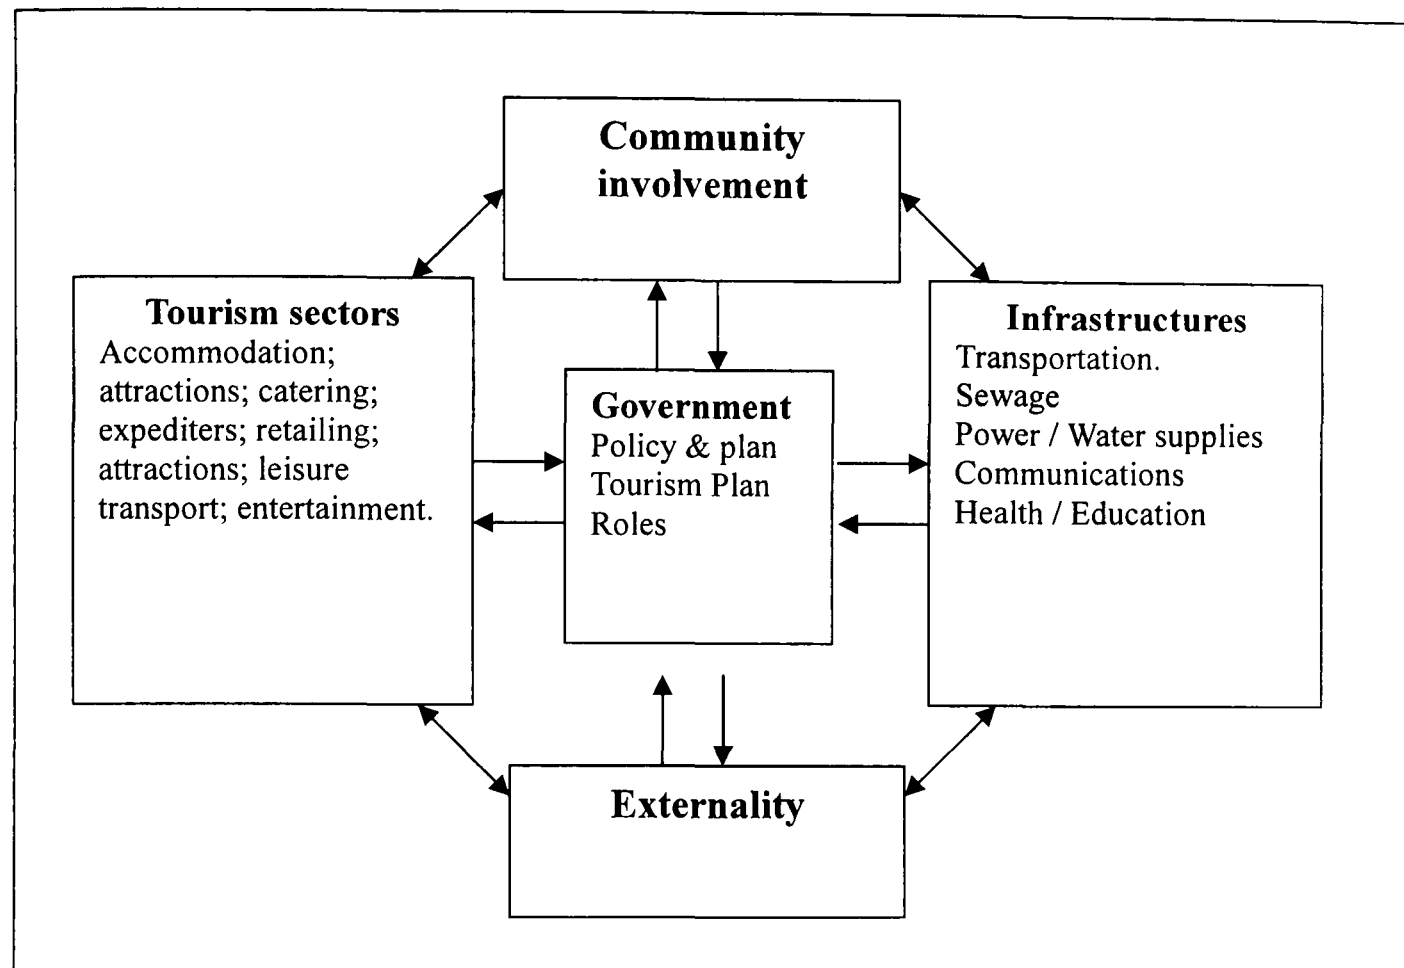 Community
involvement
Tourism sectors
Accommodation;
attractions; catering;
expediters; retailing;
attractions; leisure
transport; entertainment.
Government
Policy & plan
Tourism Plan
Roles
Infrastructures
Transportation.
Sewage
Power / Water supplies
Communications
Health / Education
Externality